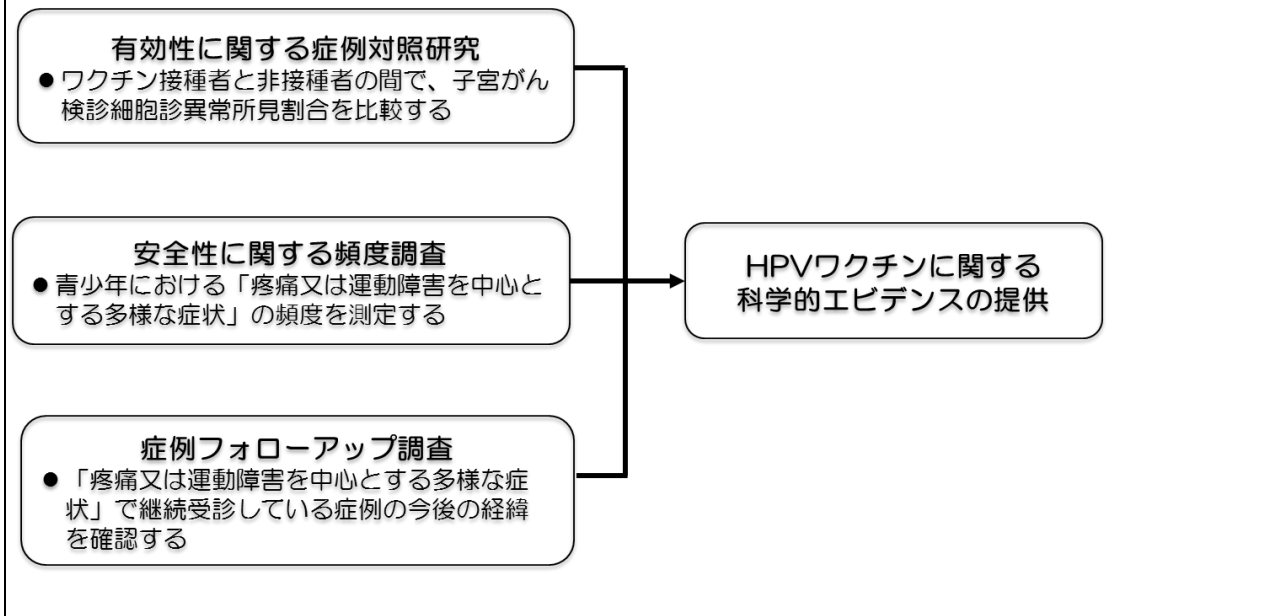 有効性に関する症例対照研究
●ワクチン接種者と非接種者の間で、子宮がん
検診細胞診異常所見割合を比較する
安全性に関する頻度調査
●青少年における「疼痛又は運動障害を中心と
する多様な症状」の頻度を測定する
症例フォローアップ調査
●「疼痛又は運動障害を中心とする多様な症
状」で継続受診している症例の今後の経緯
を確認する
HPVワクチンに関する
科学的エビデンスの提供